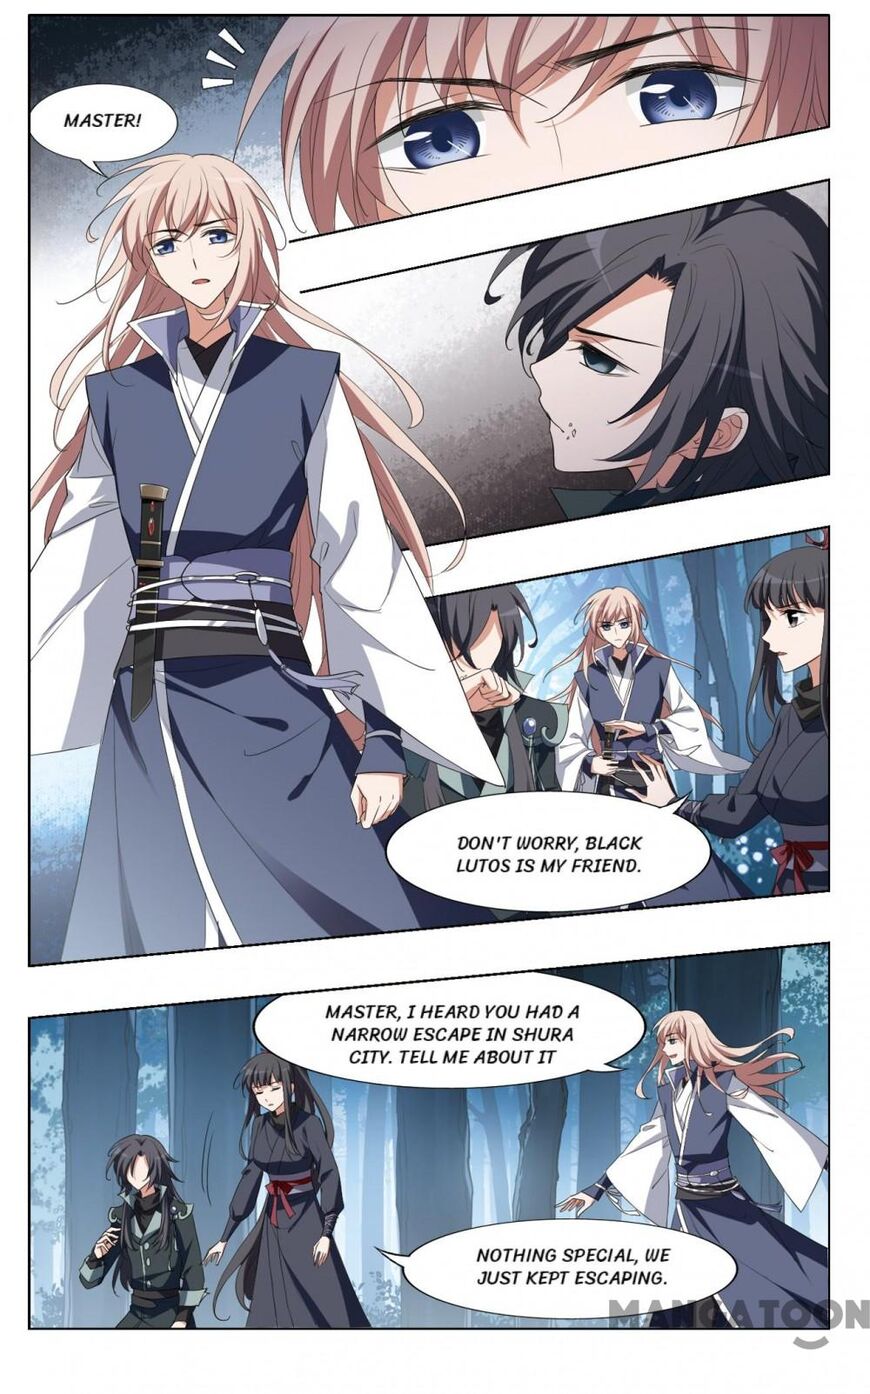 MASTER!
DON'T WORRY, BLACK
LUTOS IS MY FRIEND.
MASTER, I HEARD YOU HAD A
NARROW ESCAPE IN SHURA
CITY. TELL ME ABOUT IT
NOTHING SPECIAL, WE
JUST KEPT ESCAPING.
MANGATOON